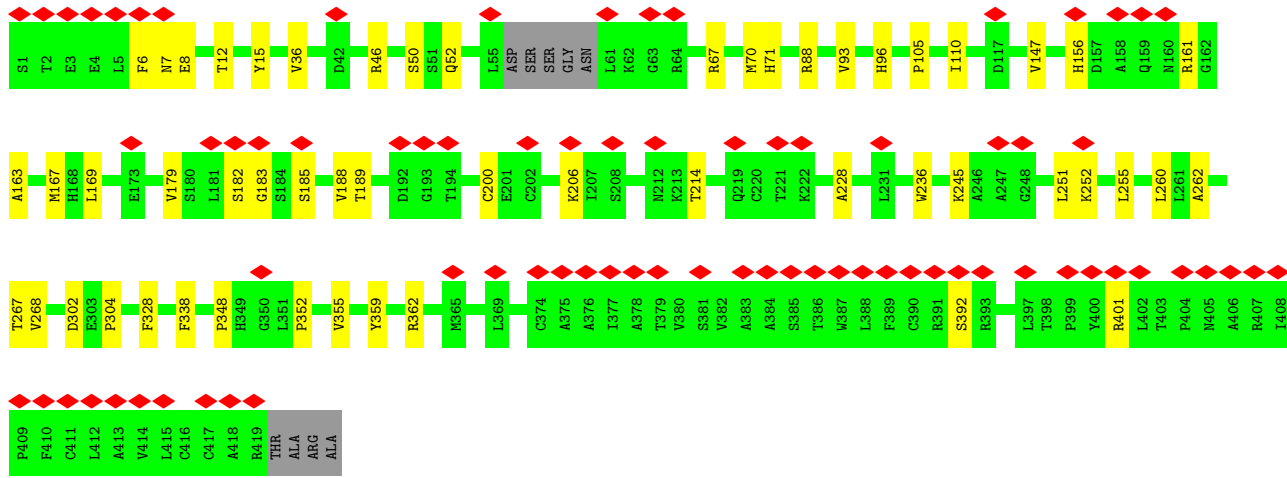 S1 T2 E3 E4 L5 F6 N7 E8 T12 Y15 V36 D42 R46 S50 S51 Q52 L55 ASP SER SER GLY ASN L61 K62 G63 R64 R67 M70 H71 R88 V93 H96 P105 I110 D117 V147 H156 D157 A158 Q159 N160 R161 G162
A163 M167 H168 L169 E173 V179 S180 L181 S182 G183 S184 S185 V188 T189 D192 G193 T194 C200 E201 C202 K206 I207 S208 N212 K213 T214 Q219 C220 T221 K222 A228 L231 W236 K245 A246 A247 G248 L251 K252 L255 L260 L261 A262
T267 V268 D302 E303 P304 F328 F338 P348 H349 G350 L351 P352 V355 Y359 R362 M365 L369 C374 A375 A376 I377 A378 T379 V380 S381 V382 A383 A384 S385 T386 W387 L388 F389 C390 R391 S392 R393 L397 T398 P399 Y400 R401 L402 T403 P404 N405 A406 R407 I408
P409 F410 C411 L412 A413 V414 L415 C416 C417 A418 R419 THR ALA ARG ALA